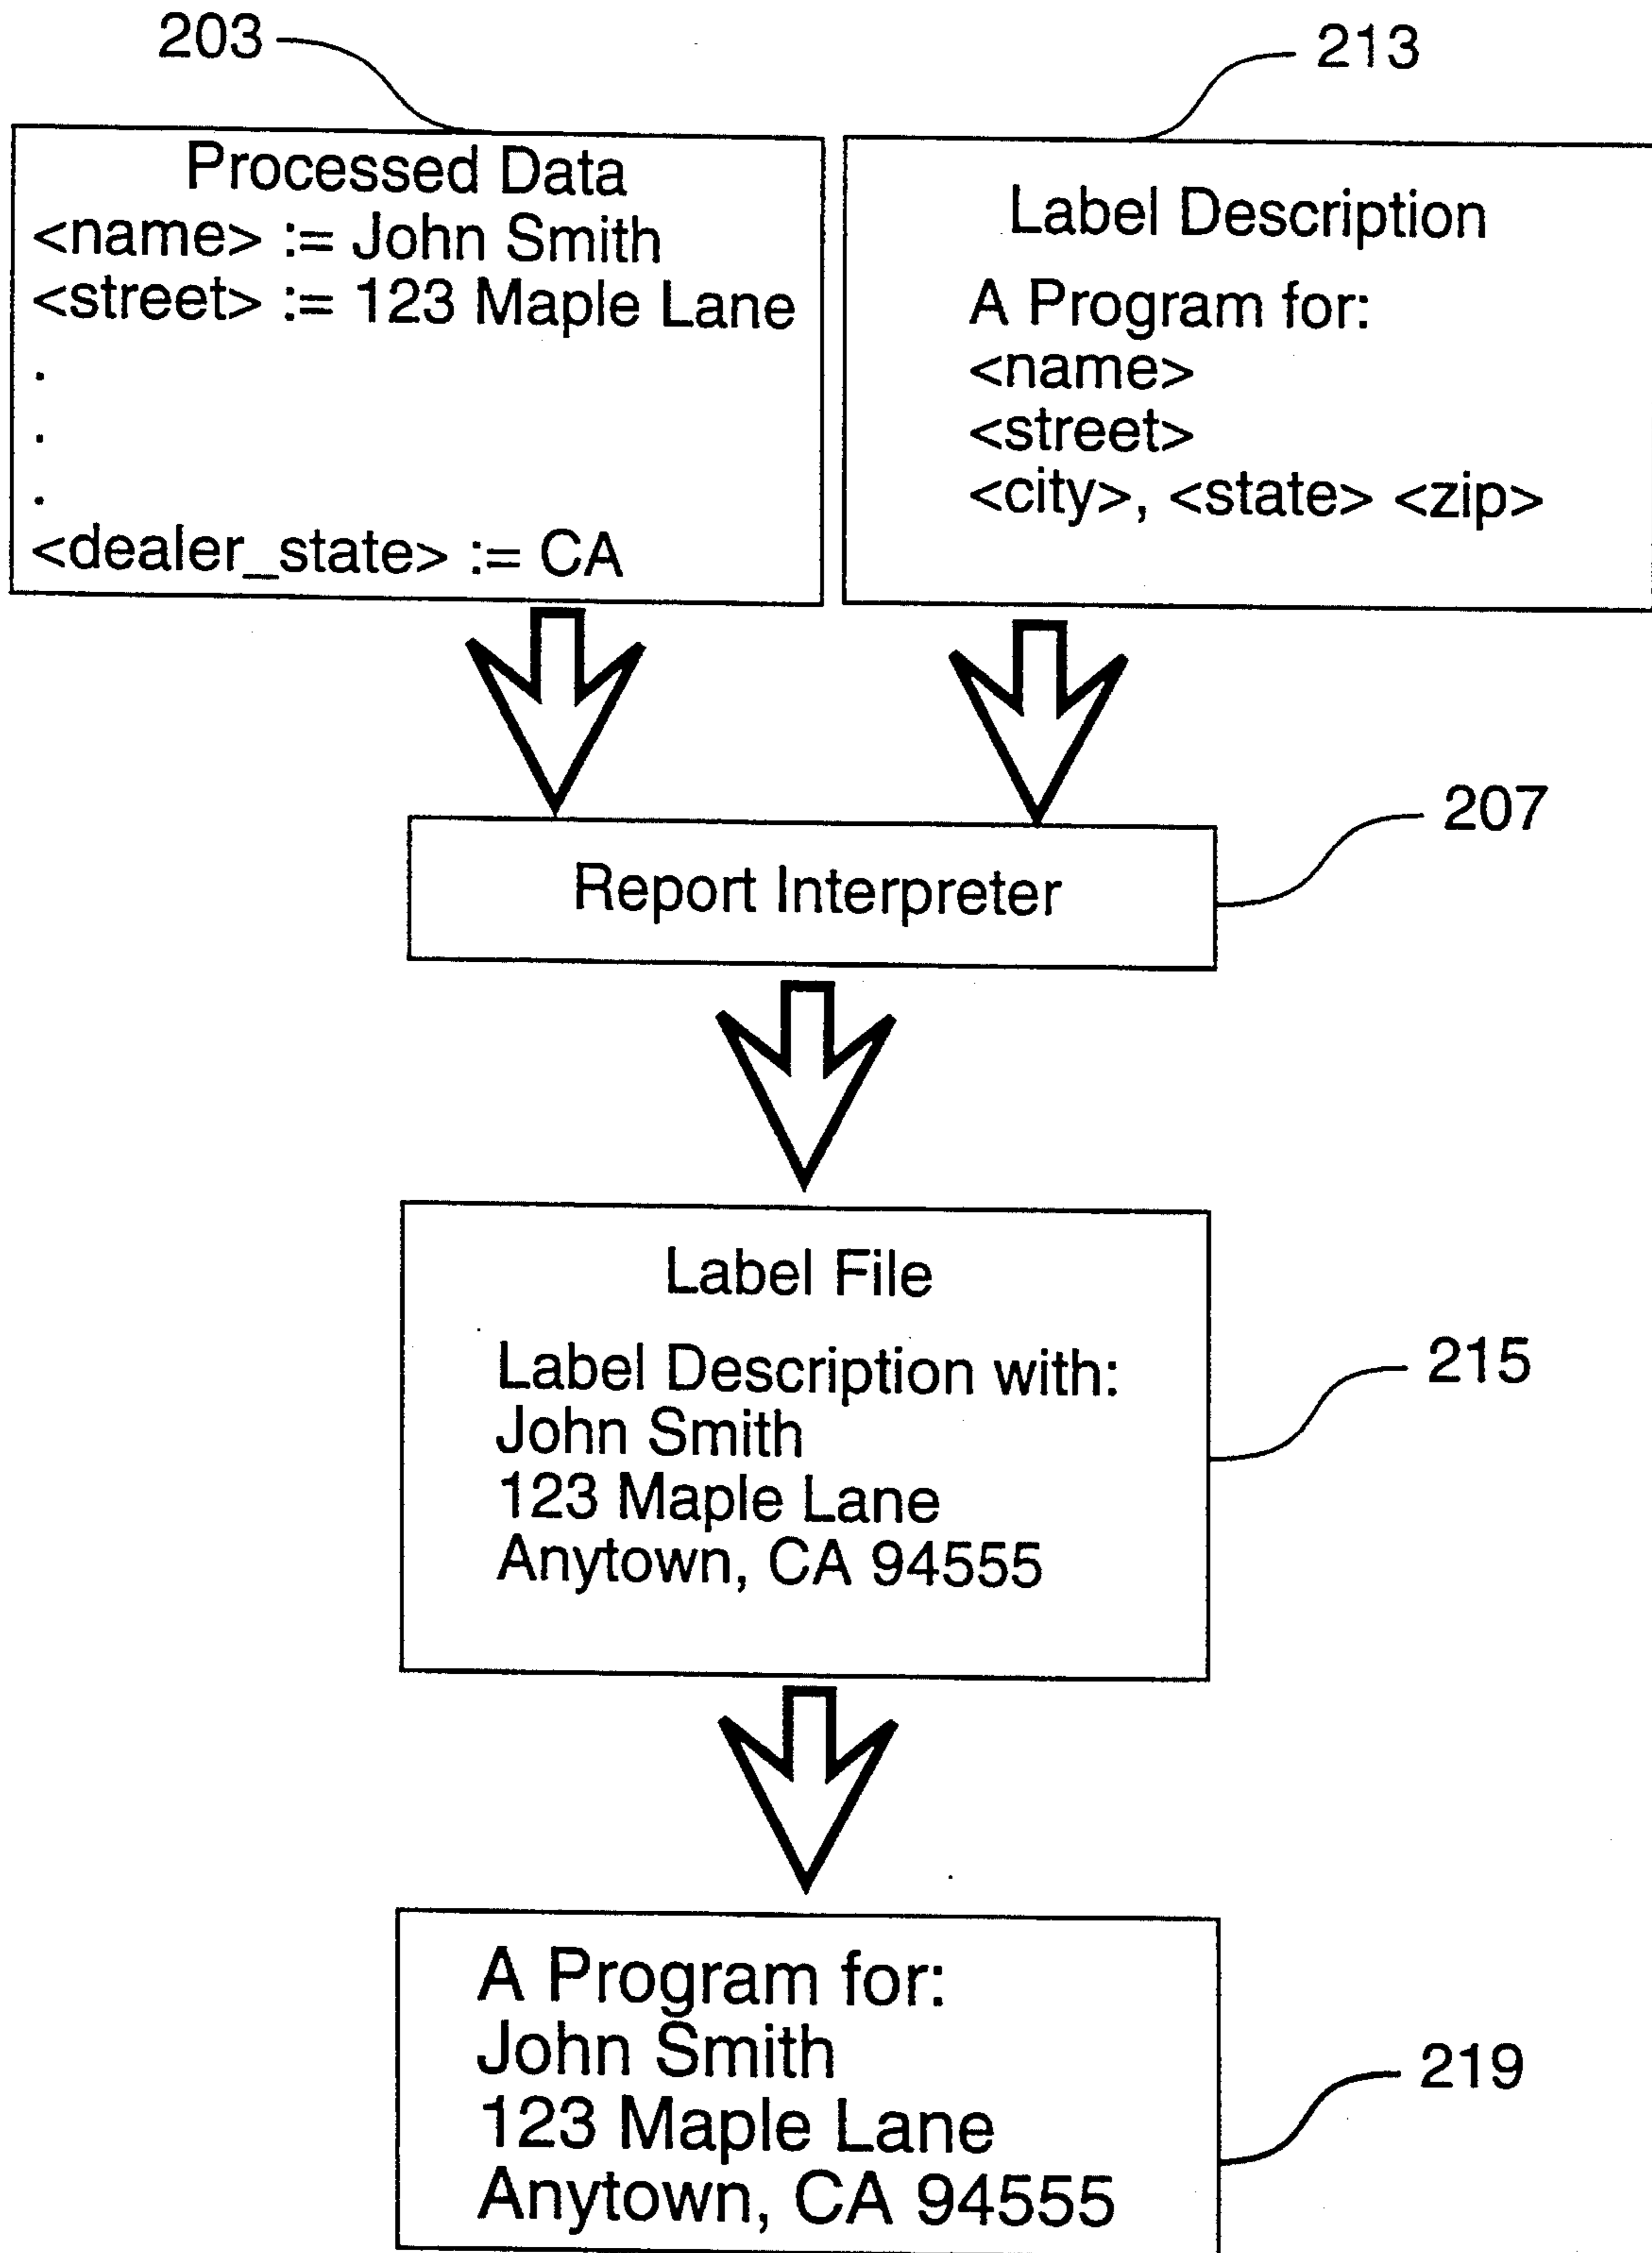 203
213
Processed Data
<name> := John Smith
<street> := 123 Maple Lane
.
.
.
<dealer_state> := CA
Label Description
A Program for:
<name>
<street>
<city>, <state> <zip>
207
Report Interpreter
Label File
Label Description with:
John Smith
123 Maple Lane
Anytown, CA 94555
215
A Program for:
John Smith
123 Maple Lane
Anytown, CA 94555
219